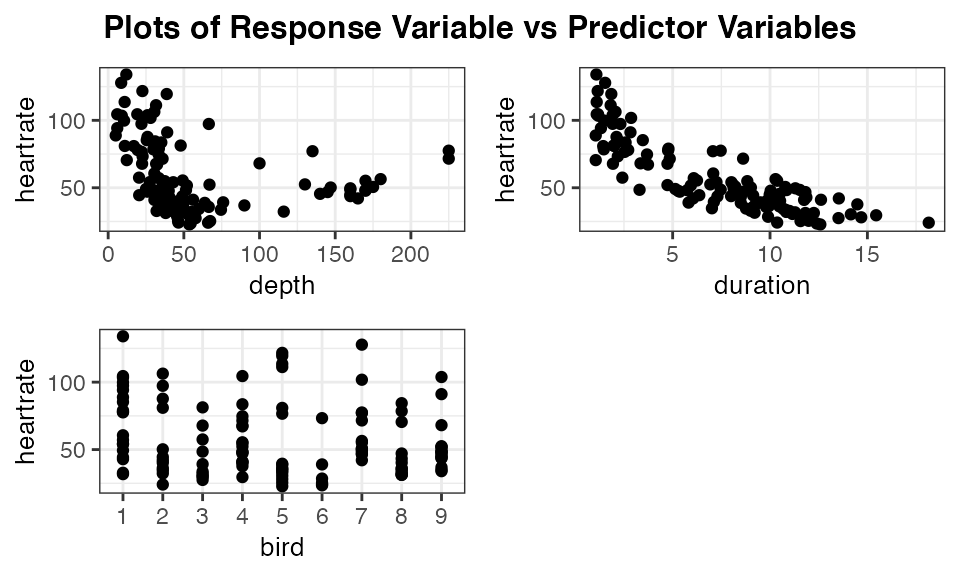 Plots of Response Variable vs Predictor Variables
heartrate
100
50
0 50 100 150 200
depth
heartrate
100
50
5 10 15
duration
heartrate
100
50
1 2 3 4 5 6 7 8 9
bird